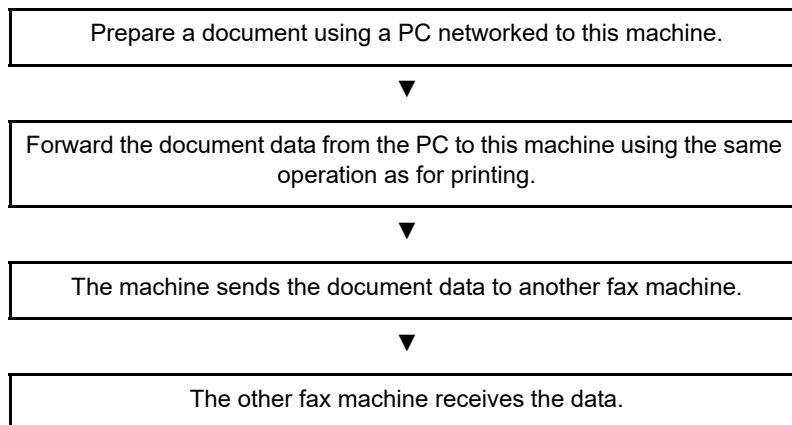 Prepare a document using a PC networked to this machine.
▼
Forward the document data from the PC to this machine using the same
operation as for printing.
▼
The machine sends the document data to another fax machine.
▼
The other fax machine receives the data.